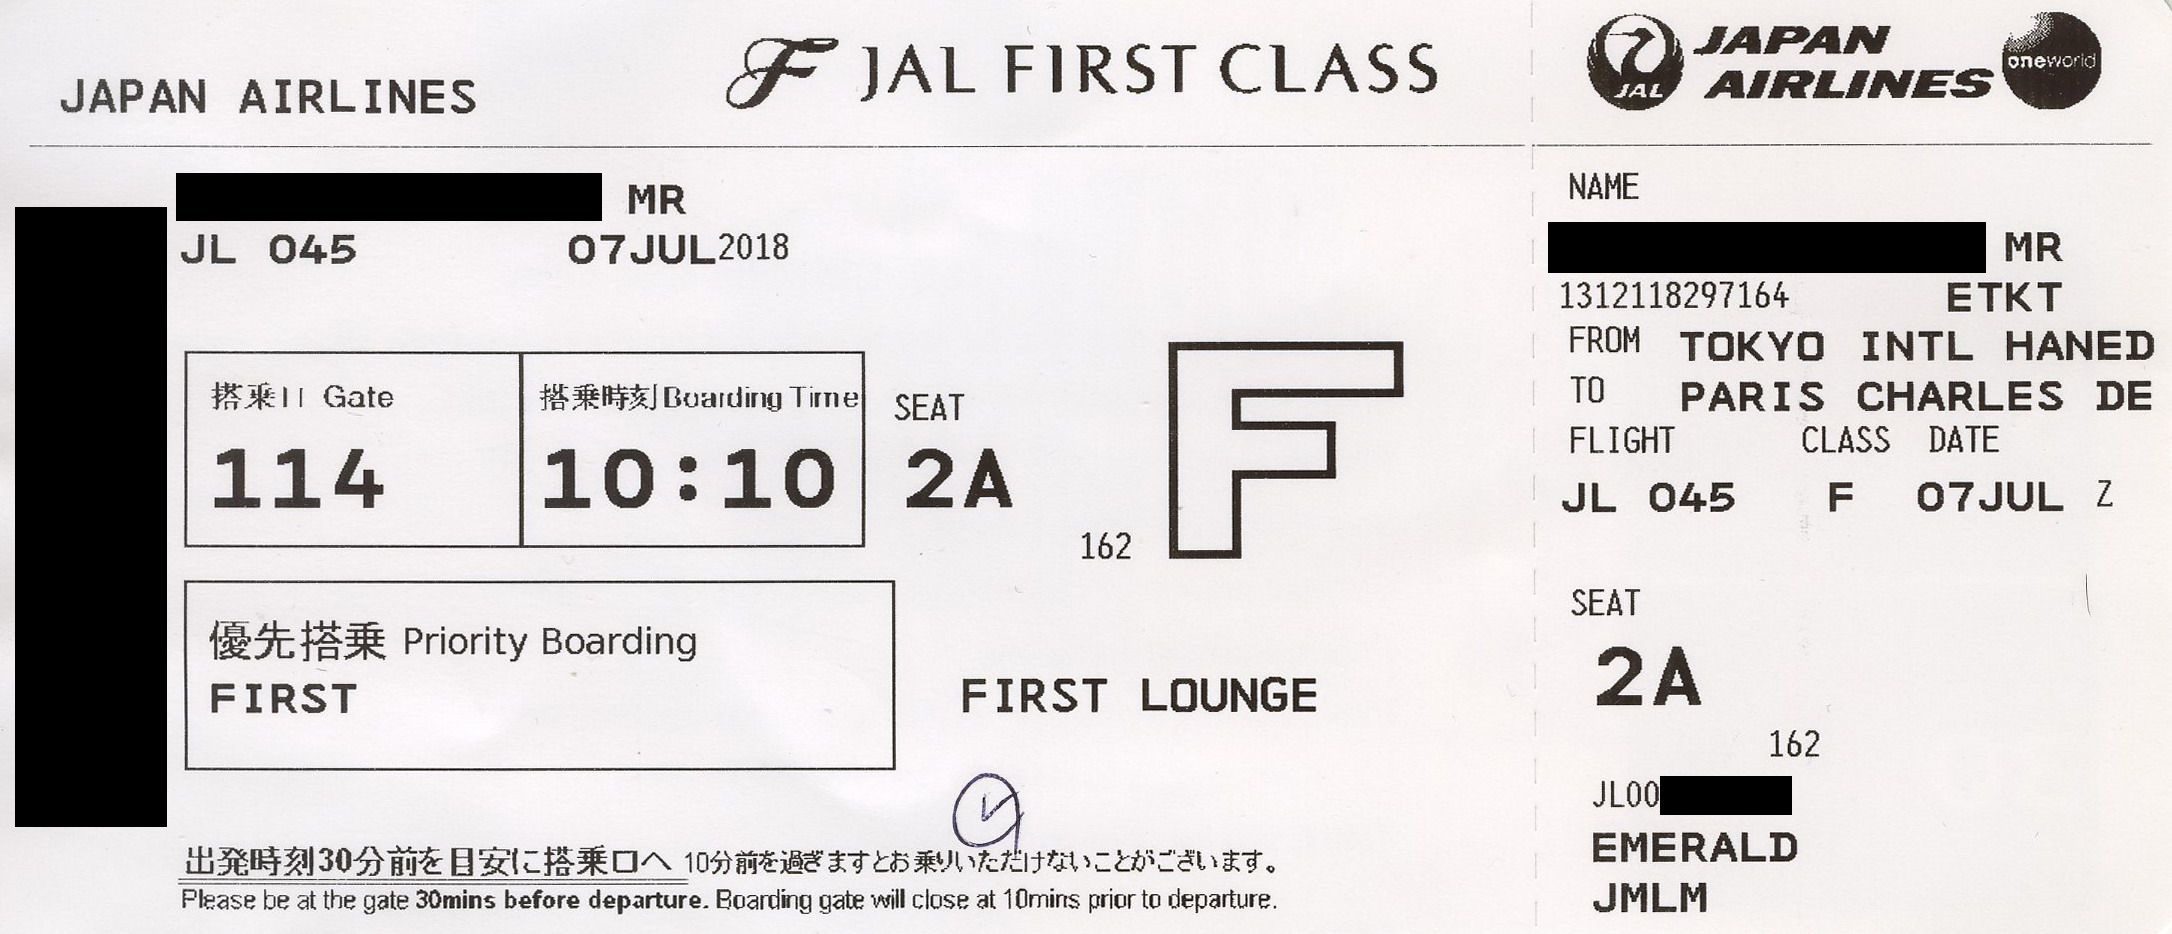 JAPAN AIRLINES
F JAL FIRST CLASS
MR
JL 045 07JUL2018
搭乗口 Gate
114
搭乗時刻 Boarding Time
10:10
SEAT
2A
162
F
優先搭乗 Priority Boarding
FIRST
FIRST LOUNGE
出発時刻30分前を目安に搭乗口へ 10分前を過ぎますとお乗りいただけないことがございます。
Please be at the gate 30mins before departure. Boarding gate will close at 10mins prior to departure.
JAL
JAPAN
AIRLINES
oneworld
NAME
MR
1312118297164 ETKT
FROM TOKYO INTL HANED
TO PARIS CHARLES DE
FLIGHT CLASS DATE
JL 045 F 07JUL Z
SEAT
2A
162
JL00
EMERALD
JMLM